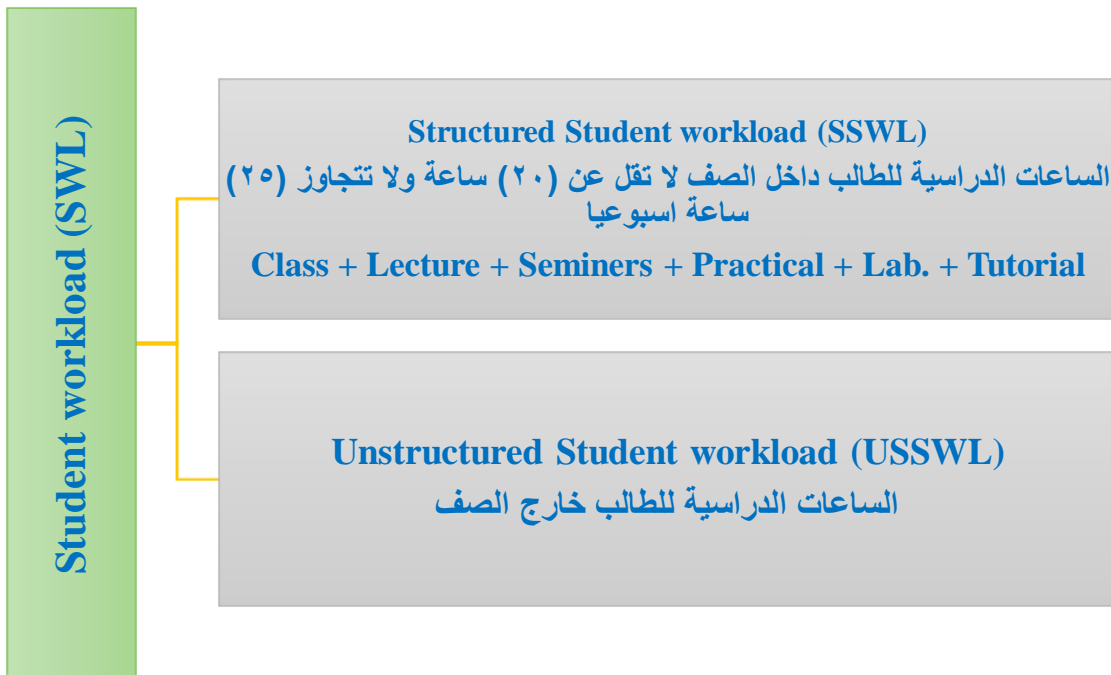 Student workload (SWL)
Structured Student workload (SSWL)
الساعات الدراسية للطالب داخل الصف لا تقل عن (٢٠) ساعة ولا تتجاوز (٢٥)
ساعة اسبوعيا
Class + Lecture + Seminers + Practical + Lab. + Tutorial
Unstructured Student workload (USSWL)
الساعات الدراسية للطالب خارج الصف